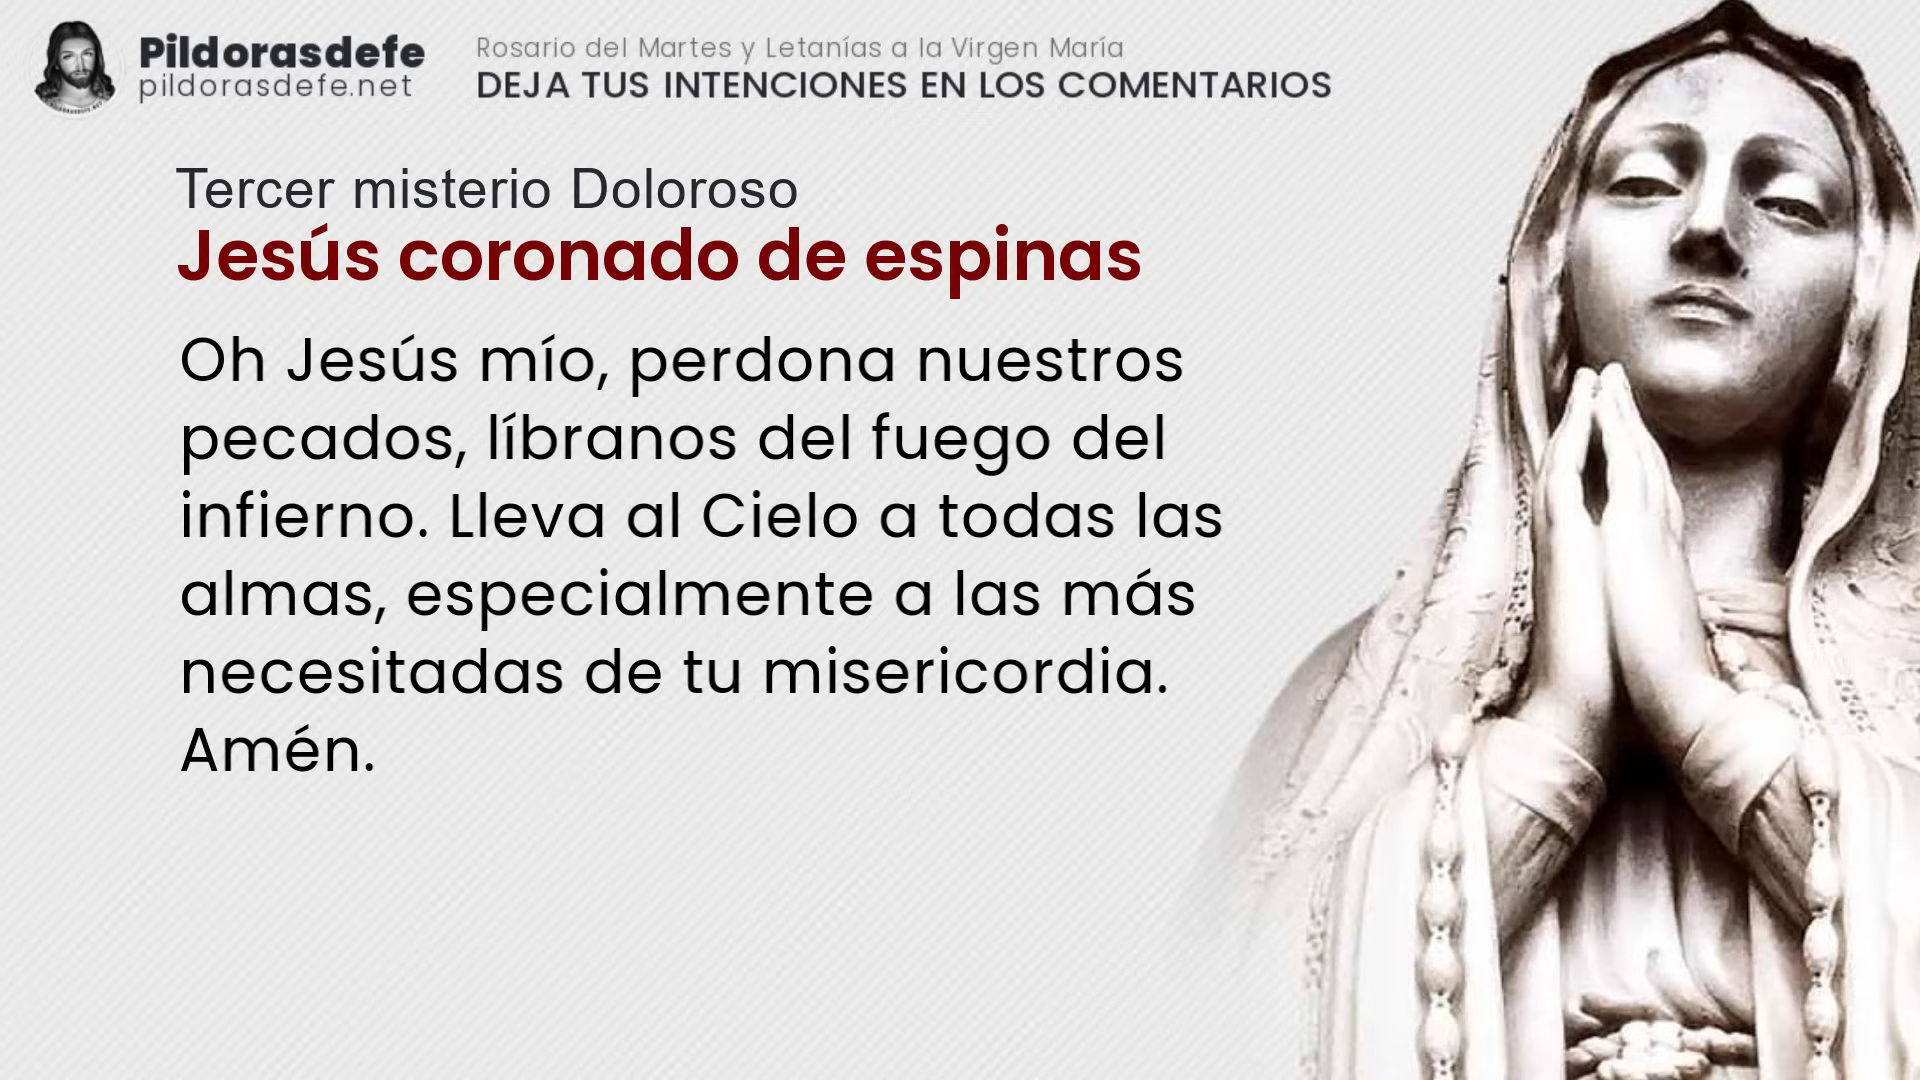 Pildorasdefe
pildorasdefe.net
Rosario del Martes y Letanías a la Virgen María
DEJA TUS INTENCIONES EN LOS COMENTARIOS
Tercer misterio Doloroso
Jesús coronado de espinas
Oh Jesús mío, perdona nuestros
pecados, líbranos del fuego del
infierno. Lleva al Cielo a todas las
almas, especialmente a las más
necesitadas de tu misericordia.
Amén.